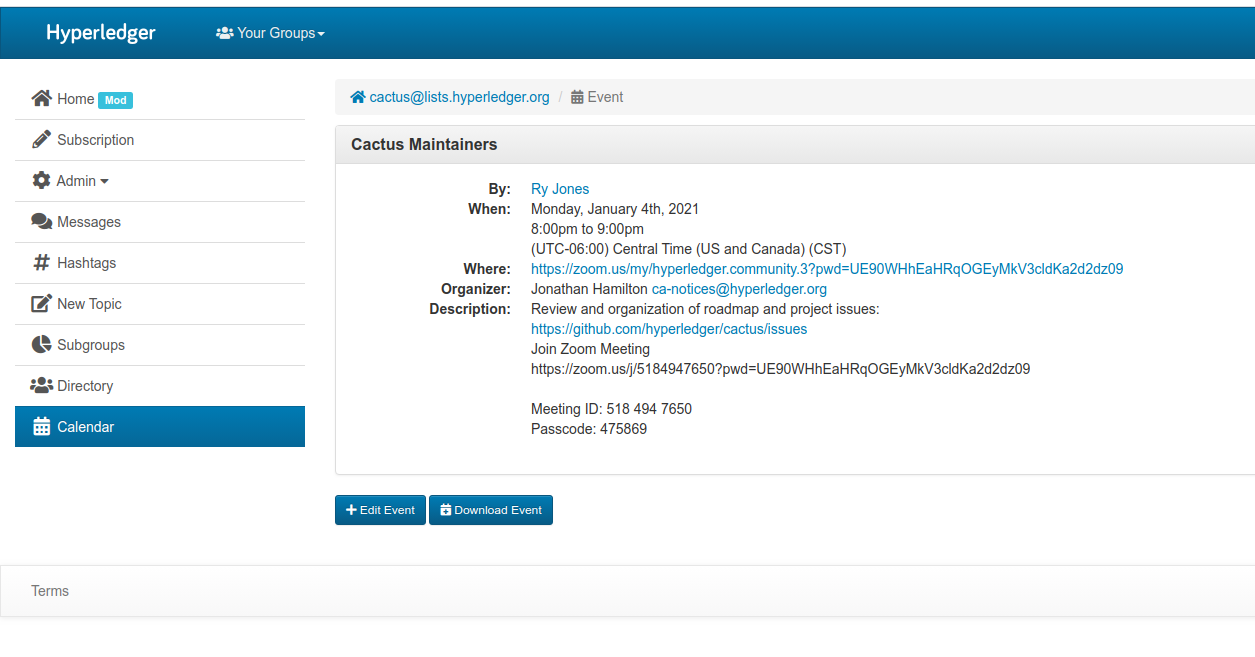 Hyperledger
Your Groups
Home Mod
Subscription
Admin
Messages
Hashtags
New Topic
Subgroups
Directory
Calendar
cactus@lists.hyperledger.org / Event
Cactus Maintainers
By: Ry Jones
When: Monday, January 4th, 2021
8:00pm to 9:00pm
(UTC-06:00) Central Time (US and Canada) (CST)
Where: https://zoom.us/my/hyperledger.community.3?pwd=UE90WHhEaHRqOGEyMkV3cldKa2d2dz09
Organizer: Jonathan Hamilton ca-notices@hyperledger.org
Description: Review and organization of roadmap and project issues:
https://github.com/hyperledger/cactus/issues
Join Zoom Meeting
https://zoom.us/j/5184947650?pwd=UE90WHhEaHRqOGEyMkV3cldKa2d2dz09
Meeting ID: 518 494 7650
Passcode: 475869
Edit Event
Download Event
Terms